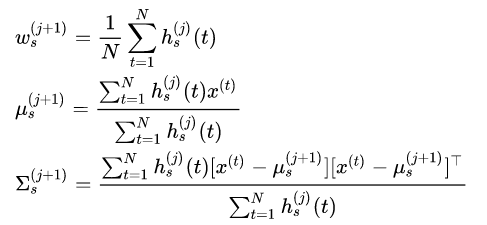 w_s^{(j+1)} = \frac{1}{N} \sum_{t=1}^{N} h_s^{(j)}(t)
\mu_s^{(j+1)} = \frac{\sum_{t=1}^{N} h_s^{(j)}(t) x^{(t)}}{\sum_{t=1}^{N} h_s^{(j)}(t)}
\Sigma_s^{(j+1)} = \frac{\sum_{t=1}^{N} h_s^{(j)}(t) [x^{(t)} - \mu_s^{(j+1)}][x^{(t)} - \mu_s^{(j+1)}]^\top}{\sum_{t=1}^{N} h_s^{(j)}(t)}